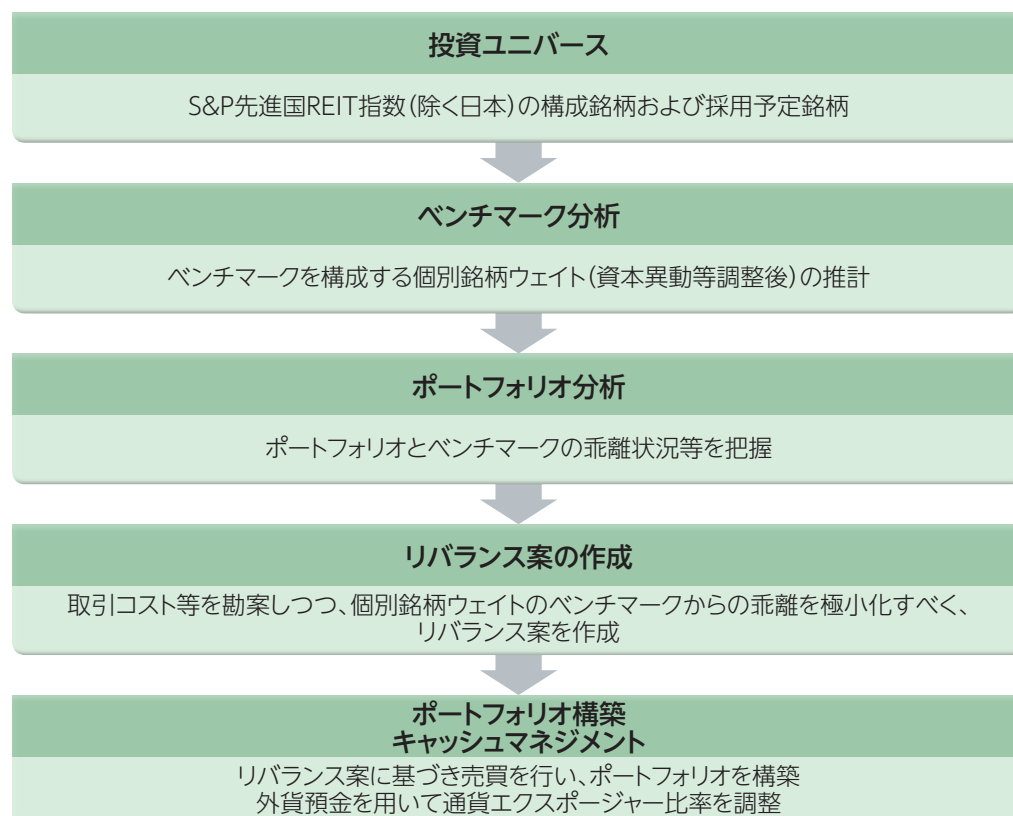 投資ユニバース
S&P先進国REIT指数(除く日本)の構成銘柄および採用予定銘柄
ベンチマーク分析
ベンチマークを構成する個別銘柄ウェイト(資本異動等調整後)の推計
ポートフォリオ分析
ポートフォリオとベンチマークの乖離状況等を把握
リバランス案の作成
取引コスト等を勘案しつつ、個別銘柄ウェイトのベンチマークからの乖離を極小化すべく、
リバランス案を作成
ポートフォリオ構築
キャッシュマネジメント
リバランス案に基づき売買を行い、ポートフォリオを構築
外貨預金を用いて通貨エクスポージャー比率を調整